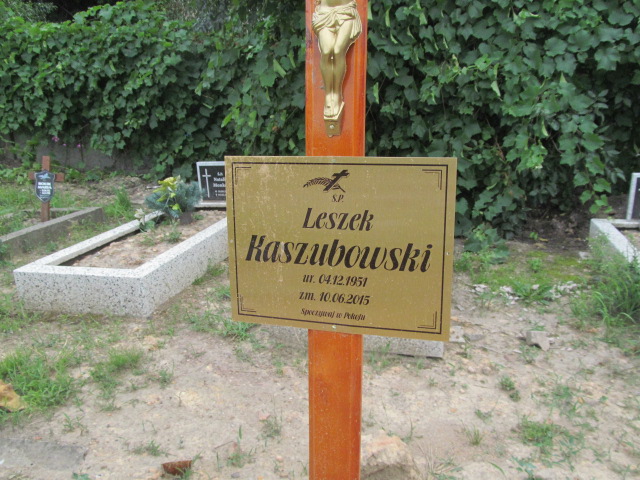 Ś.P.
Leszek
Kaszubowski
ur. 04.12.1951
zm. 10.06.2015
Spoczywaj w Pokoju